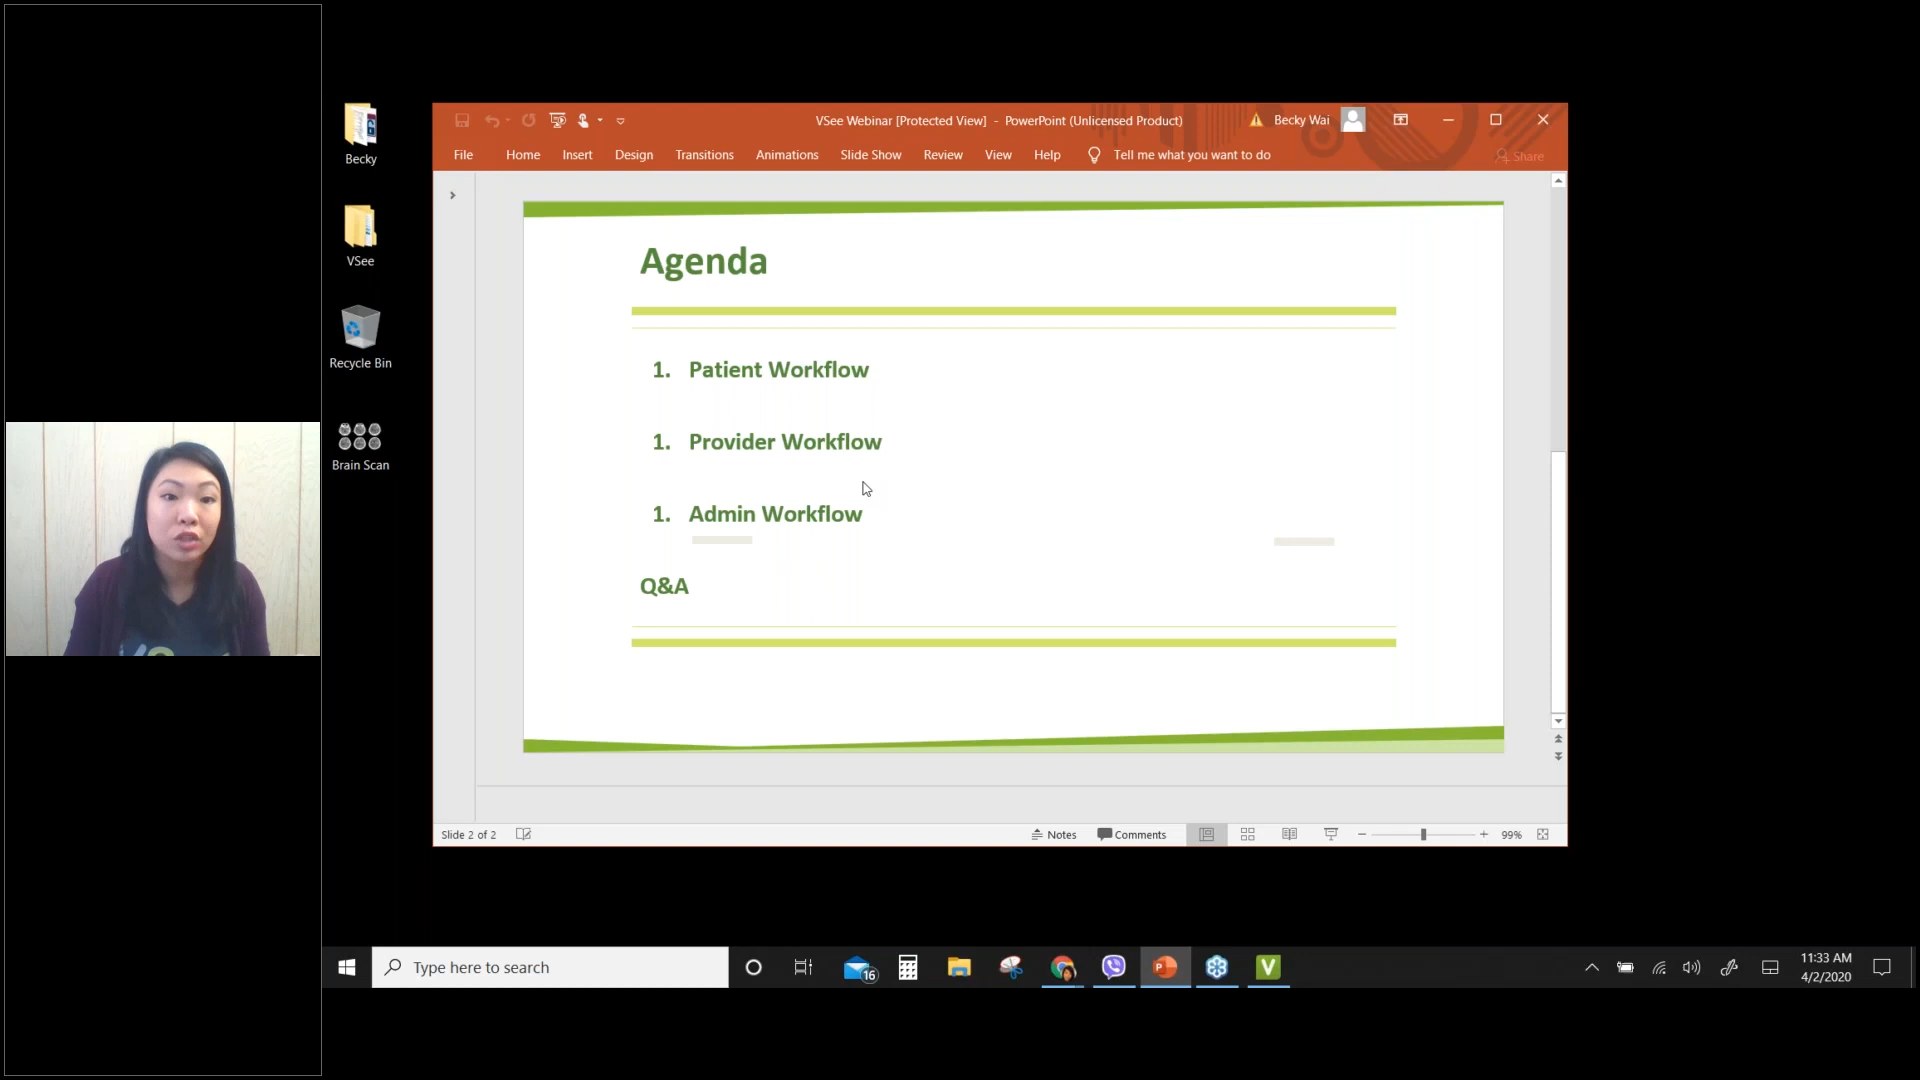 Becky
VSee
Recycle Bin
Brain Scan
VSee Webinar [Protected View] - PowerPoint (Unlicensed Product)
Becky Wai
File Home Insert Design Transitions Animations Slide Show Review View Help Tell me what you want to do
Share
Agenda
1. Patient Workflow
1. Provider Workflow
1. Admin Workflow
Q&A
Slide 2 of 2
Notes Comments
99%
Type here to search
16
11:33 AM
4/2/2020